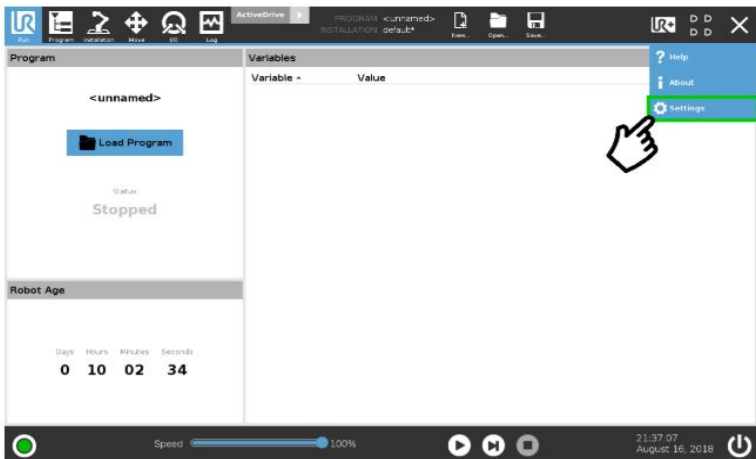 UR
Run
Program
Installation
Move
I/O
Log
ActiveDrive
PROGRAM <unnamed>
INSTALLATION default*
New...
Open...
Save...
UR+
D D
D D
Program
<unnamed>
Load Program
Status
Stopped
Robot Age
Days Hours Minutes Seconds
0 10 02 34
Variables
Variable Value
? Help
i About
Settings
Speed 100%
21:37:07
August 16, 2018